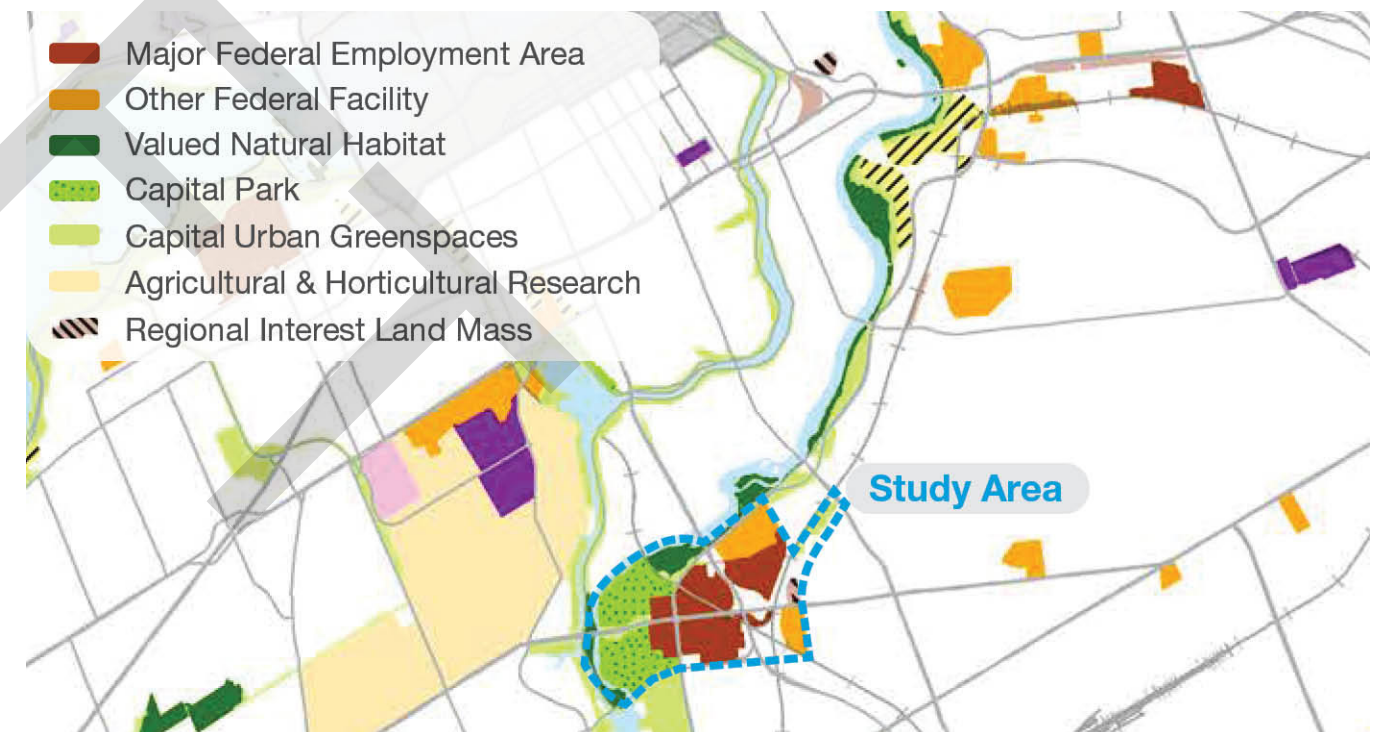 Major Federal Employment Area
Other Federal Facility
Valued Natural Habitat
Capital Park
Capital Urban Greenspaces
Agricultural & Horticultural Research
Regional Interest Land Mass
Study Area